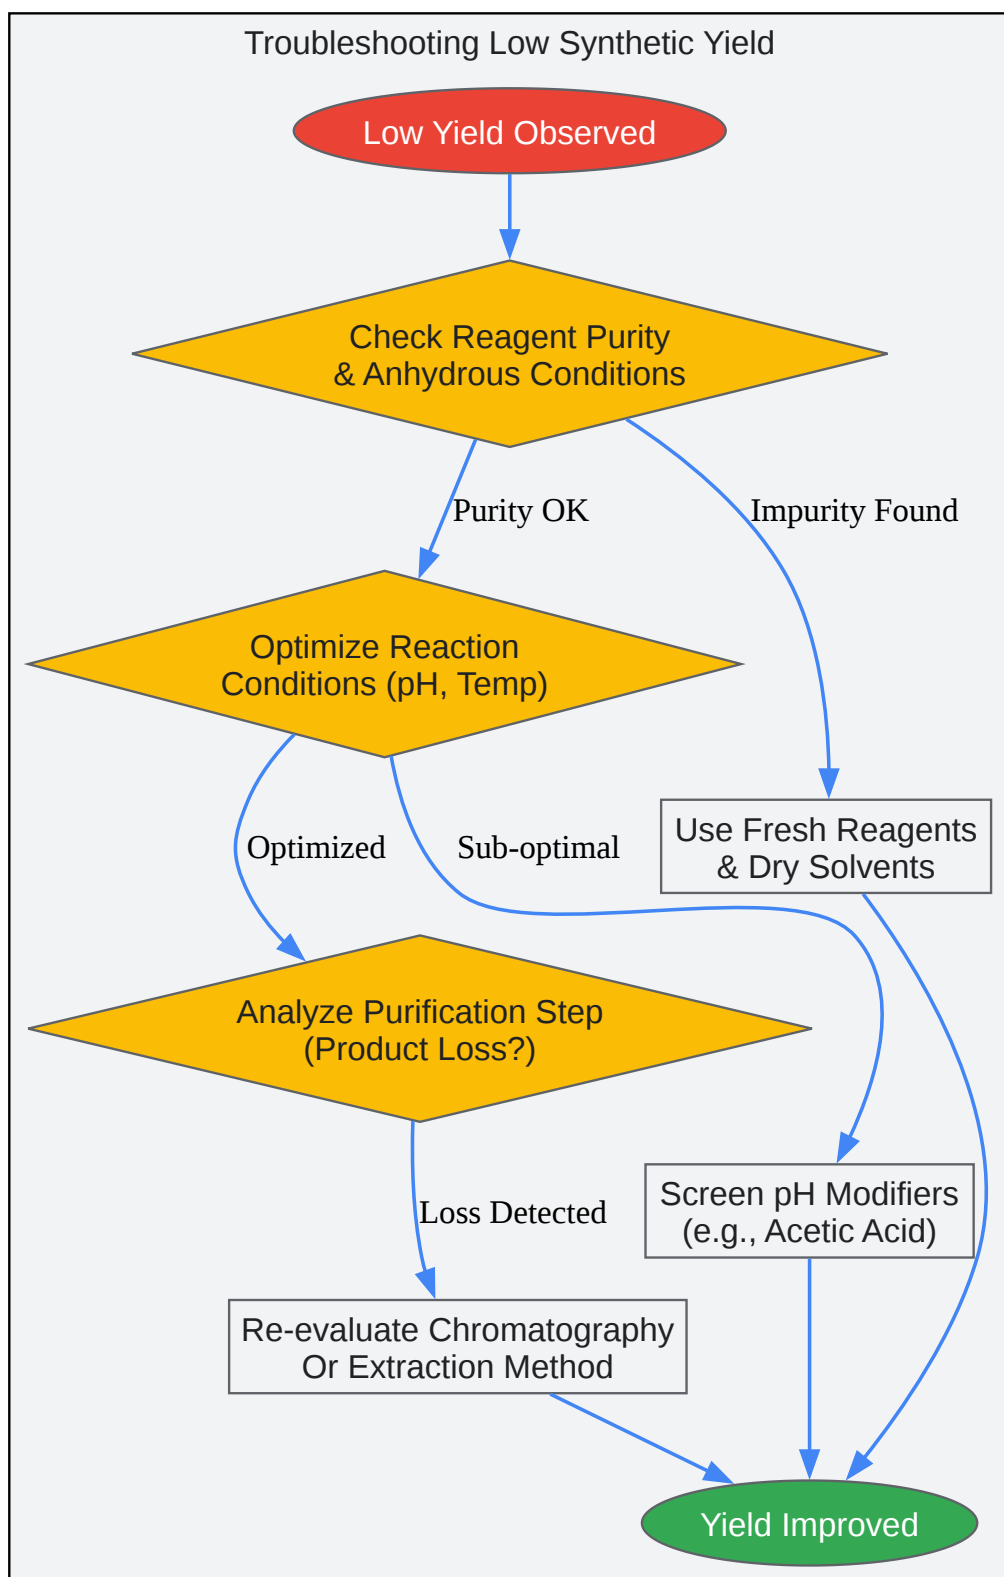 Troubleshooting Low Synthetic Yield
Low Yield Observed
Check Reagent Purity
& Anhydrous Conditions
Purity OK
Impurity Found
Optimize Reaction
Conditions (pH, Temp)
Use Fresh Reagents
& Dry Solvents
Optimized
Sub-optimal
Analyze Purification Step
(Product Loss?)
Screen pH Modifiers
(e.g., Acetic Acid)
Loss Detected
Re-evaluate Chromatography
Or Extraction Method
Yield Improved